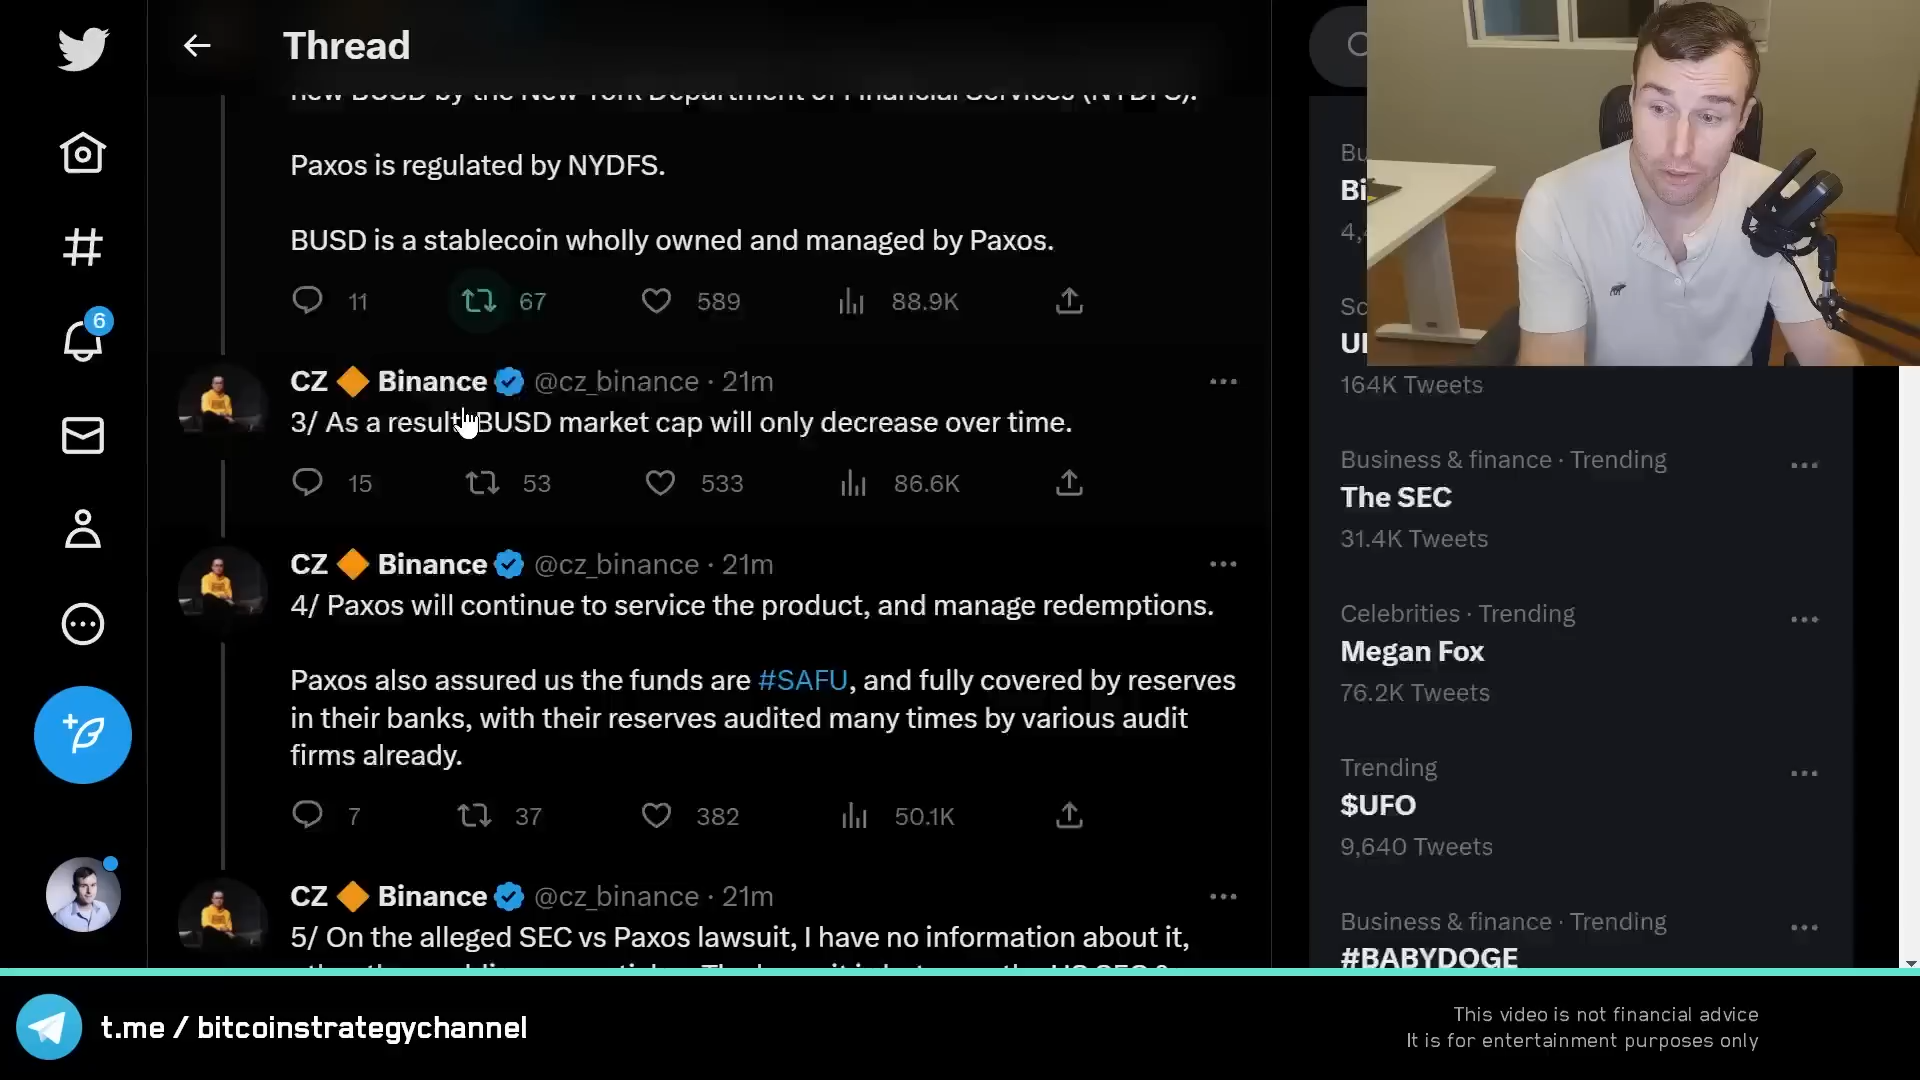 Thread
new BUSD by the New York Department of Financial Services (NYDFS).
Paxos is regulated by NYDFS.
BUSD is a stablecoin wholly owned and managed by Paxos.
11 67 589 88.9K
CZ 🔶 Binance @cz_binance · 21m
3/ As a result, BUSD market cap will only decrease over time.
15 53 533 86.6K
CZ 🔶 Binance @cz_binance · 21m
4/ Paxos will continue to service the product, and manage redemptions.
Paxos also assured us the funds are #SAFU, and fully covered by reserves
in their banks, with their reserves audited many times by various audit
firms already.
7 37 382 50.1K
CZ 🔶 Binance @cz_binance · 21m
5/ On the alleged SEC vs Paxos lawsuit, I have no information about it,
6
Bu
Bi
4,4
Sc
164K Tweets
Business & finance · Trending
The SEC
31.4K Tweets
Celebrities · Trending
Megan Fox
76.2K Tweets
Trending
$UFO
9,640 Tweets
Business & finance · Trending
#BABYDOGE
t.me / bitcoinstrategychannel
This video is not financial advice
It is for entertainment purposes only